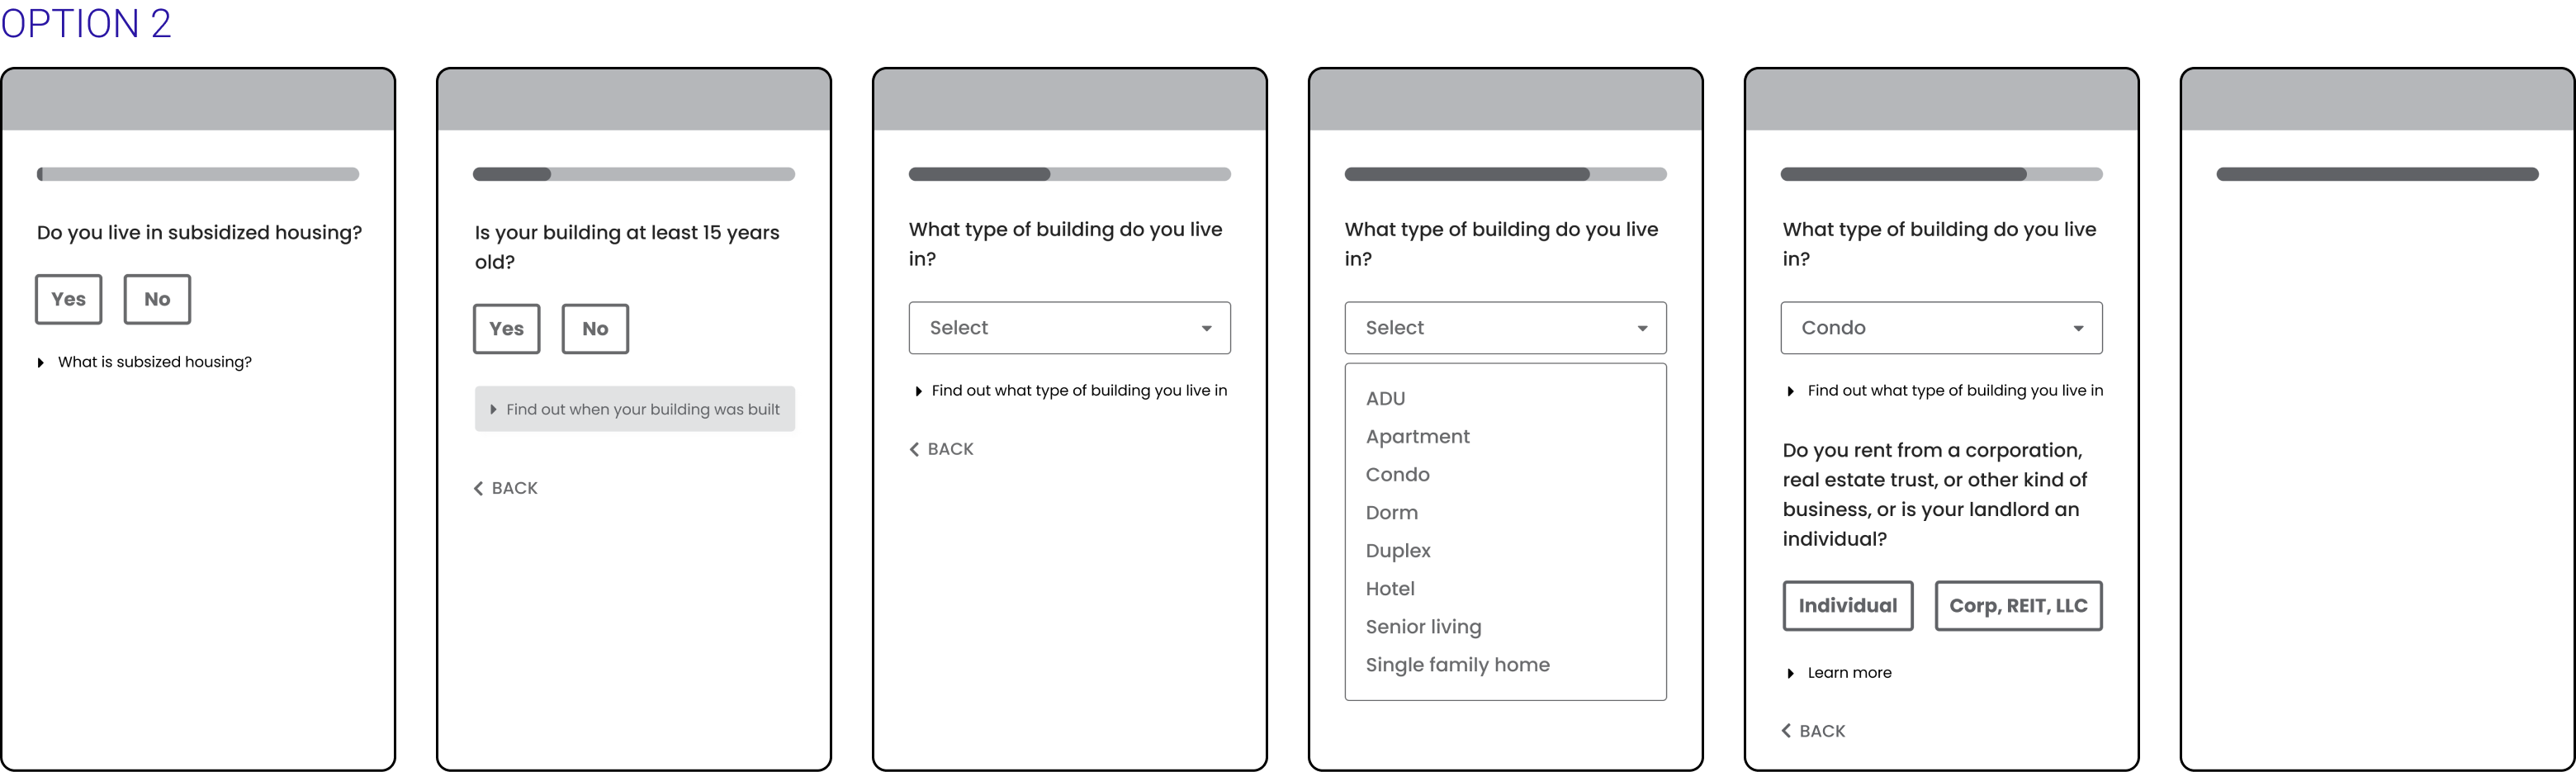 OPTION 2
Do you live in subsidized housing?
Yes
No
What is subsized housing?
Is your building at least 15 years
old?
Yes
No
Find out when your building was built
BACK
What type of building do you live
in?
Select
Find out what type of building you live in
BACK
What type of building do you live
in?
Select
ADU
Apartment
Condo
Dorm
Duplex
Hotel
Senior living
Single family home
What type of building do you live
in?
Condo
Find out what type of building you live in
Do you rent from a corporation,
real estate trust, or other kind of
business, or is your landlord an
individual?
Individual
Corp, REIT, LLC
Learn more
BACK